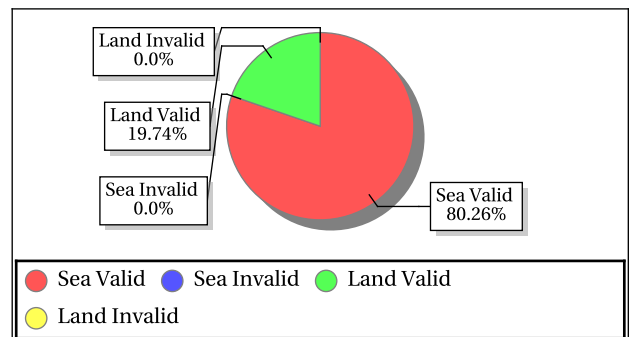 Land Invalid
0.0%
Land Valid
19.74%
Sea Invalid
0.0%
Sea Valid
80.26%
Sea Valid Sea Invalid Land Valid
Land Invalid